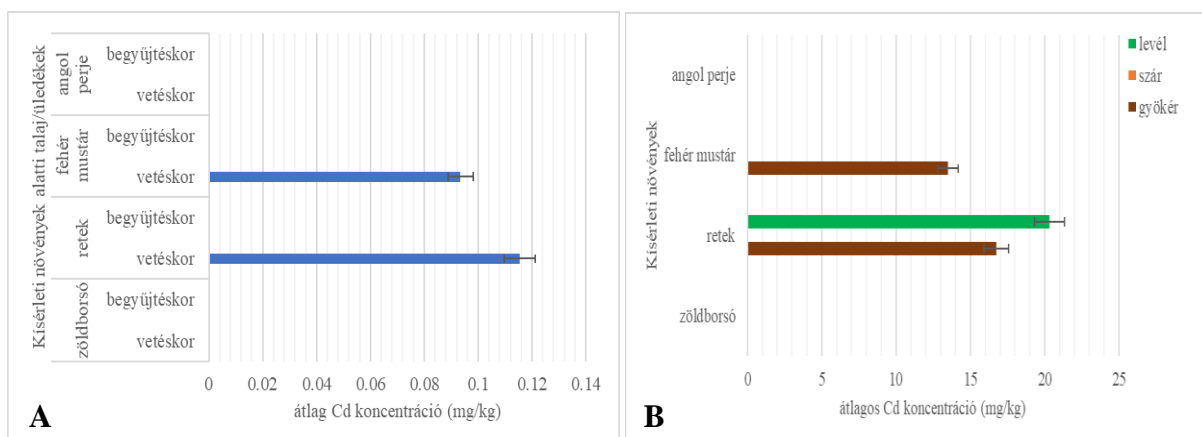 Kísérleti növények alatti talaj/üledékek
angol
perje
begyűjtéskor
vetéskor
fehér
mustár
begyűjtéskor
vetéskor
retek
begyűjtéskor
vetéskor
zöldborsó
begyűjtéskor
vetéskor
0 0.02 0.04 0.06 0.08 0.1 0.12 0.14
átlag Cd koncentráció (mg/kg)
A
levél
szár
gyökér
Kísérleti növények
angol perje
fehér mustár
retek
zöldborsó
0 5 10 15 20 25
átlagos Cd koncentráció (mg/kg)
B